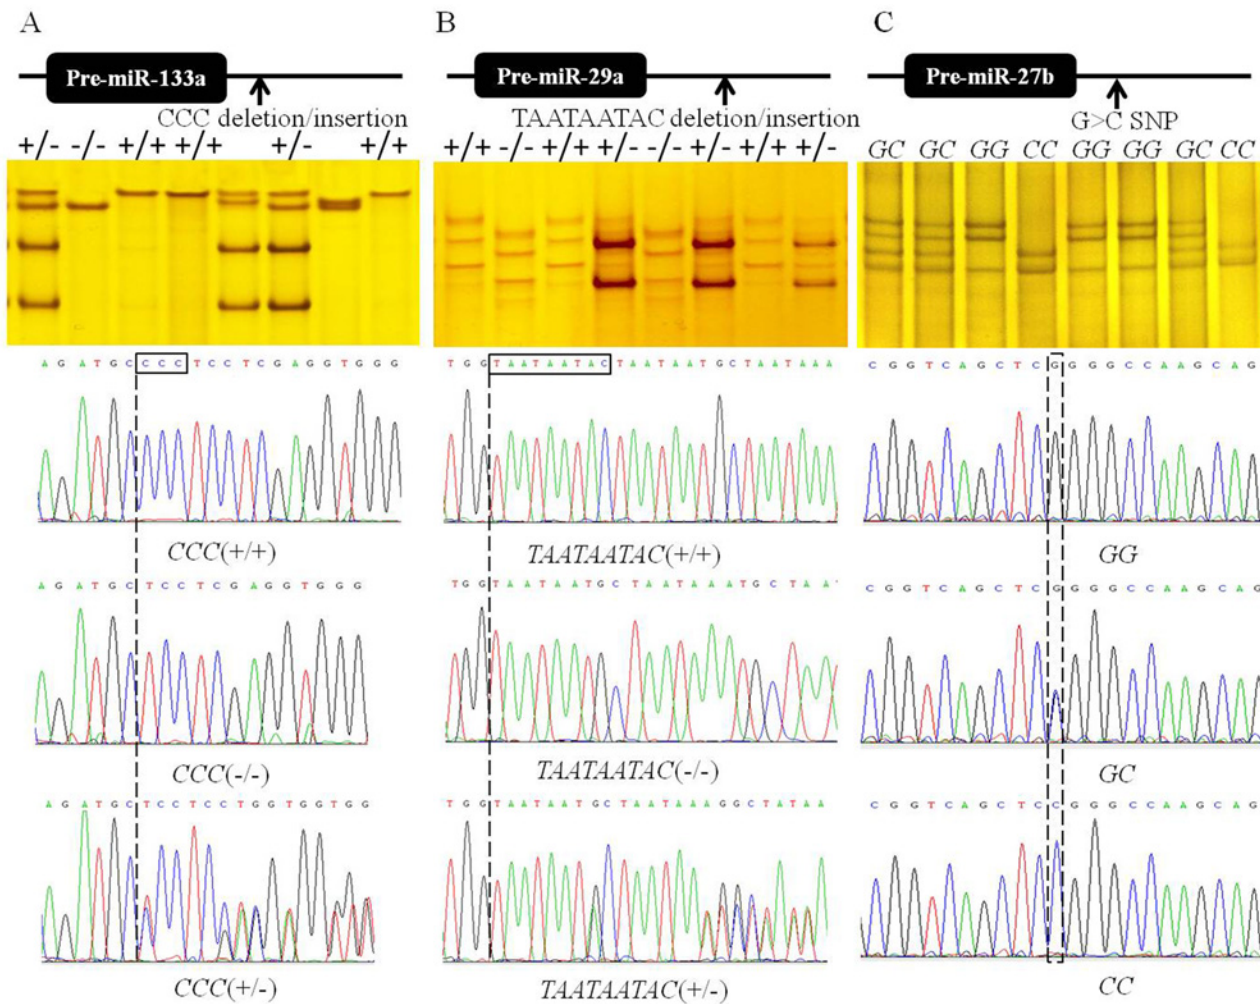 A
Pre-miR-133a
CCC deletion/insertion
+/- -/- +/+ +/+ +/- +/+
A G A T G C C C C T C C T C G A G G T G G G
CCC(+/+)
A G A T G C T C C T C G A G G T G G G
CCC(-/-)
A G A T G C T C C T C C T G G T G G T G G
CCC(+/-)
B
Pre-miR-29a
TAATAATAC deletion/insertion
+/+ -/- +/+ +/- -/- +/- +/+ +/-
T G G T A A T A A T A C T A A T A A T G C T A A T A A A
TAATAATAC(+/+)
T G G T A A T A A T G C T A A T A A A T G C T A A
TAATAATAC(-/-)
T G G T A A T A A T G C T A A T A A A G G C T A T A A
TAATAATAC(+/-)
C
Pre-miR-27b
G>C SNP
GC GC GG CC GG GG GC CC
C G G T C A G C T C G G G G C C A A G C A G
GG
C G G T C A G C T C G G G G C C A A G C A G
GC
C G G T C A G C T C C G G G C C A A G C A G
CC